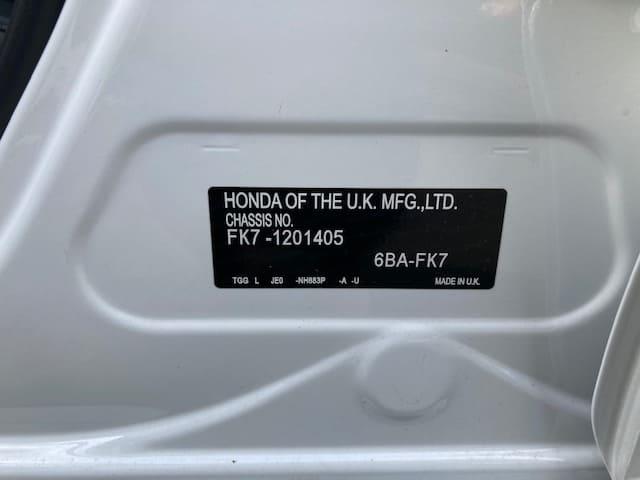 HONDA OF THE U.K. MFG.,LTD.
CHASSIS NO.
FK7 -1201405
6BA-FK7
TGG L JE0 -NH883P -A -U MADE IN U.K.